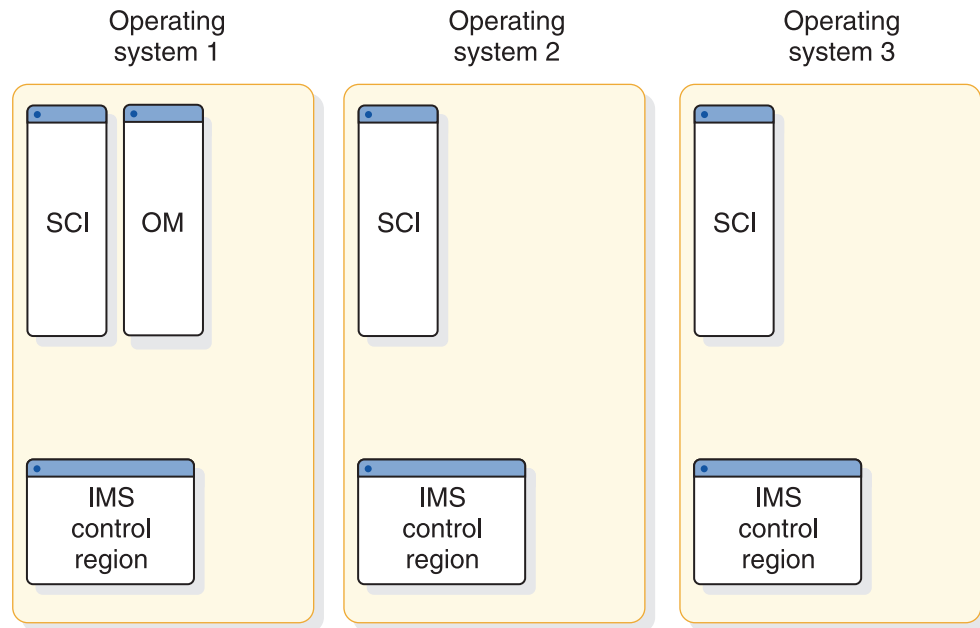 Operating
system 1
Operating
system 2
Operating
system 3
SCI
OM
SCI
SCI
IMS
control
region
IMS
control
region
IMS
control
region